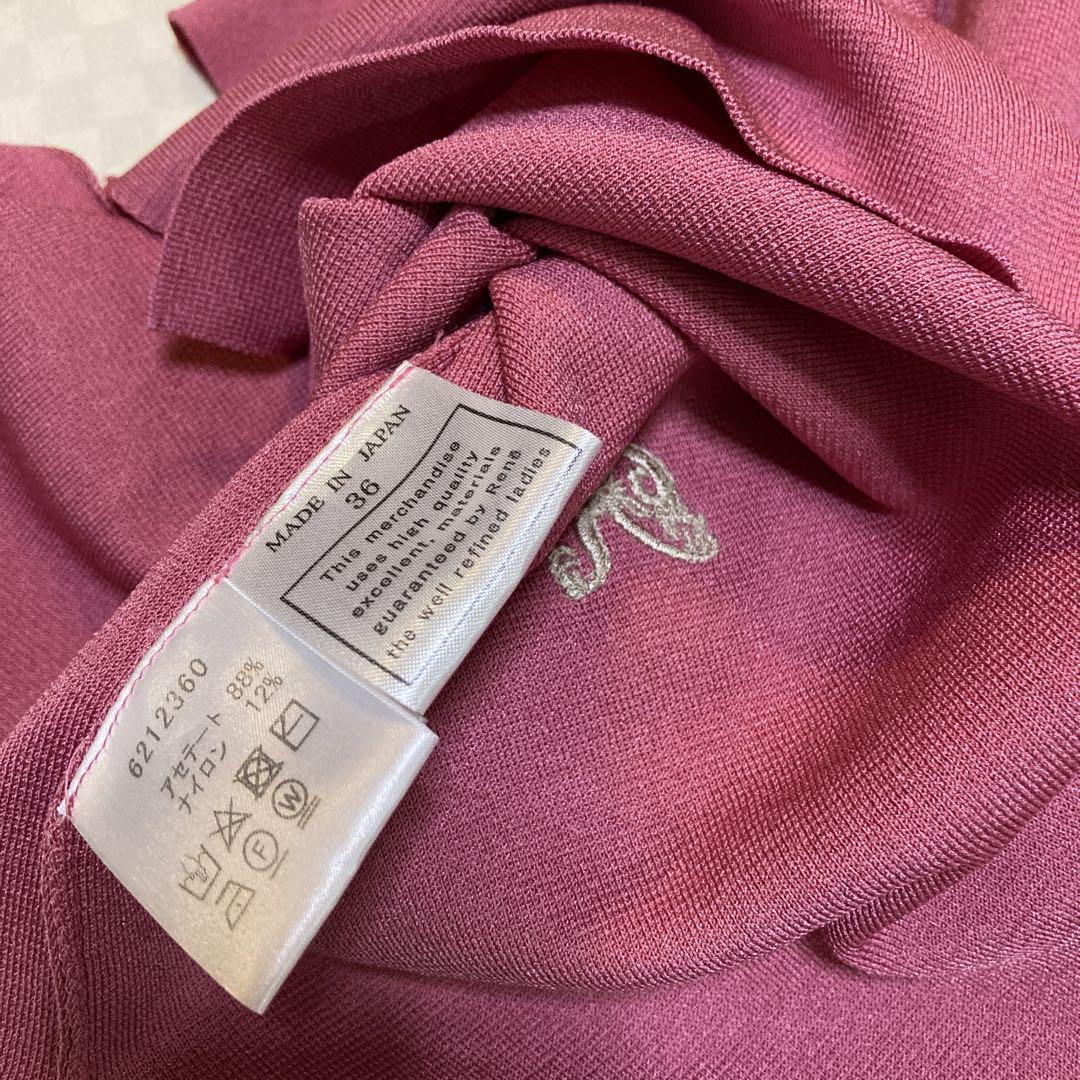 MADE IN JAPAN
36
This merchandise
uses high quality
excellent, materials
guaranteed by Renā
the well refined ladies
6212360
アセテート 88%
ナイロン 12%
F
W